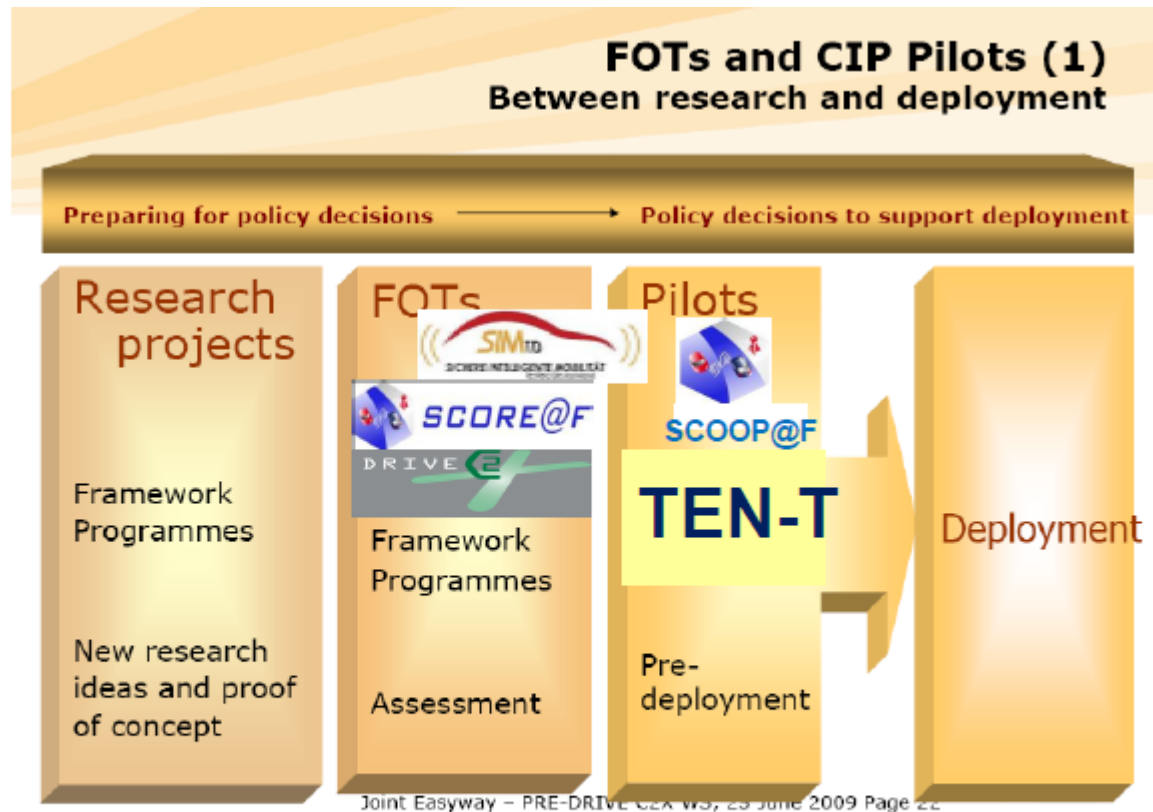 FOTs and CIP Pilots (1)
Between research and deployment
Preparing for policy decisions
Policy decisions to support deployment
Research
projects
Framework
Programmes
New research
ideas and proof
of concept
FOTs
SIMTD
SICHERE INTELLIGENTE MOBILITÄT
SCORE@F
DRIVE C2X
Framework
Programmes
Assessment
Pilots
SCOOP@F
TEN-T
Pre-
deployment
Deployment
Joint Easyway – PRE-DRIVE C2X WS, 23 June 2009 Page 22